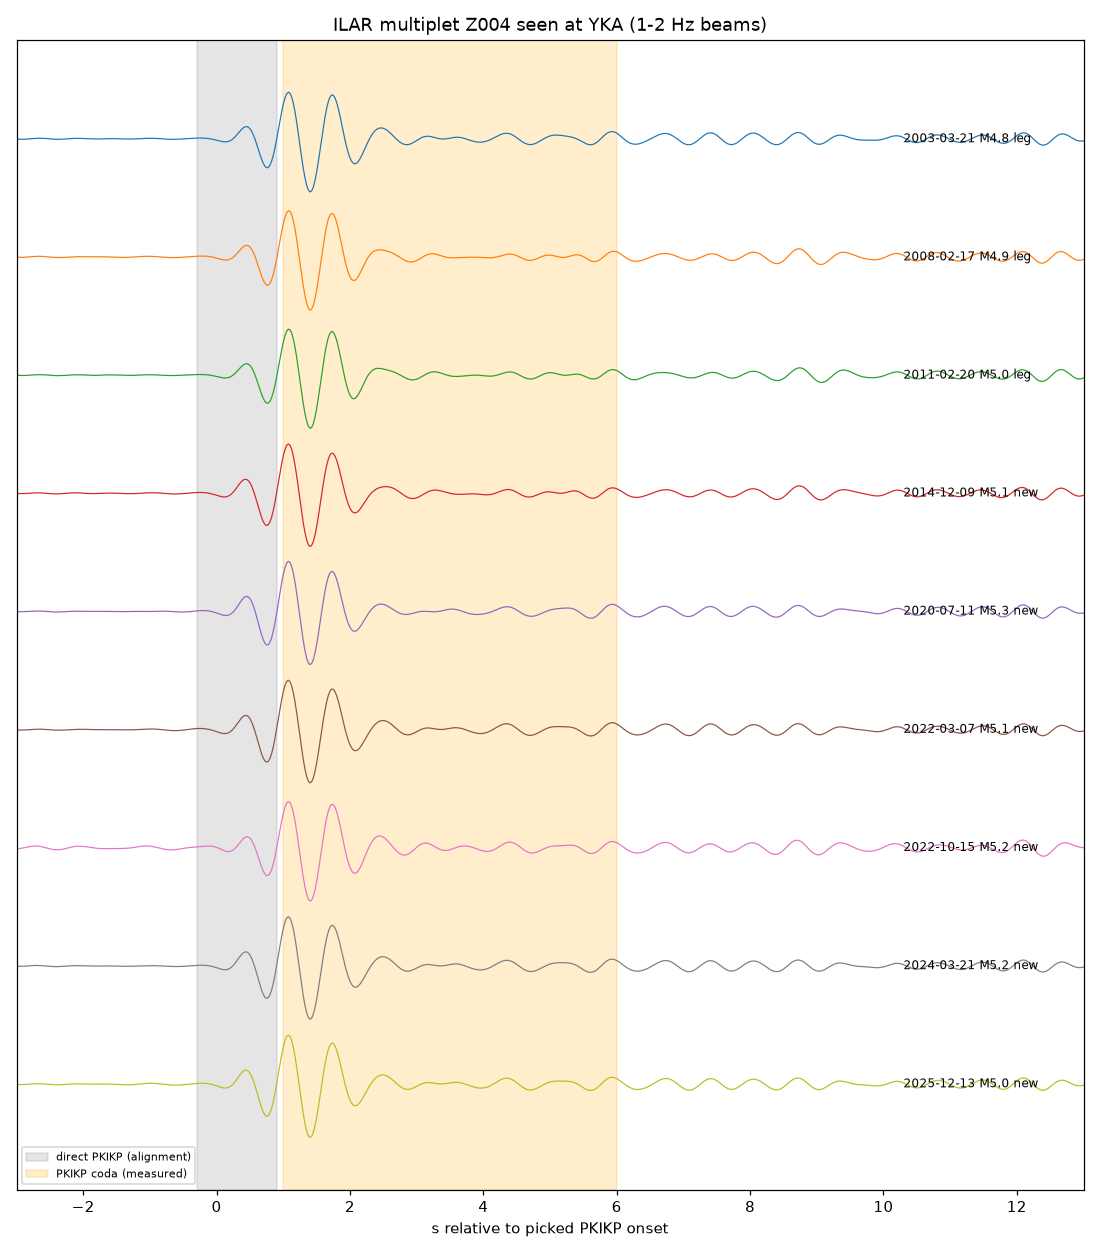 ILAR multiplet Z004 seen at YKA (1-2 Hz beams)
2003-03-21 M4.8 leg
2008-02-17 M4.9 leg
2011-02-20 M5.0 leg
2014-12-09 M5.1 new
2020-07-11 M5.3 new
2022-03-07 M5.1 new
2022-10-15 M5.2 new
2024-03-21 M5.2 new
2025-12-13 M5.0 new
direct PKIKP (alignment)
PKIKP coda (measured)
−2 0 2 4 6 8 10 12
s relative to picked PKIKP onset